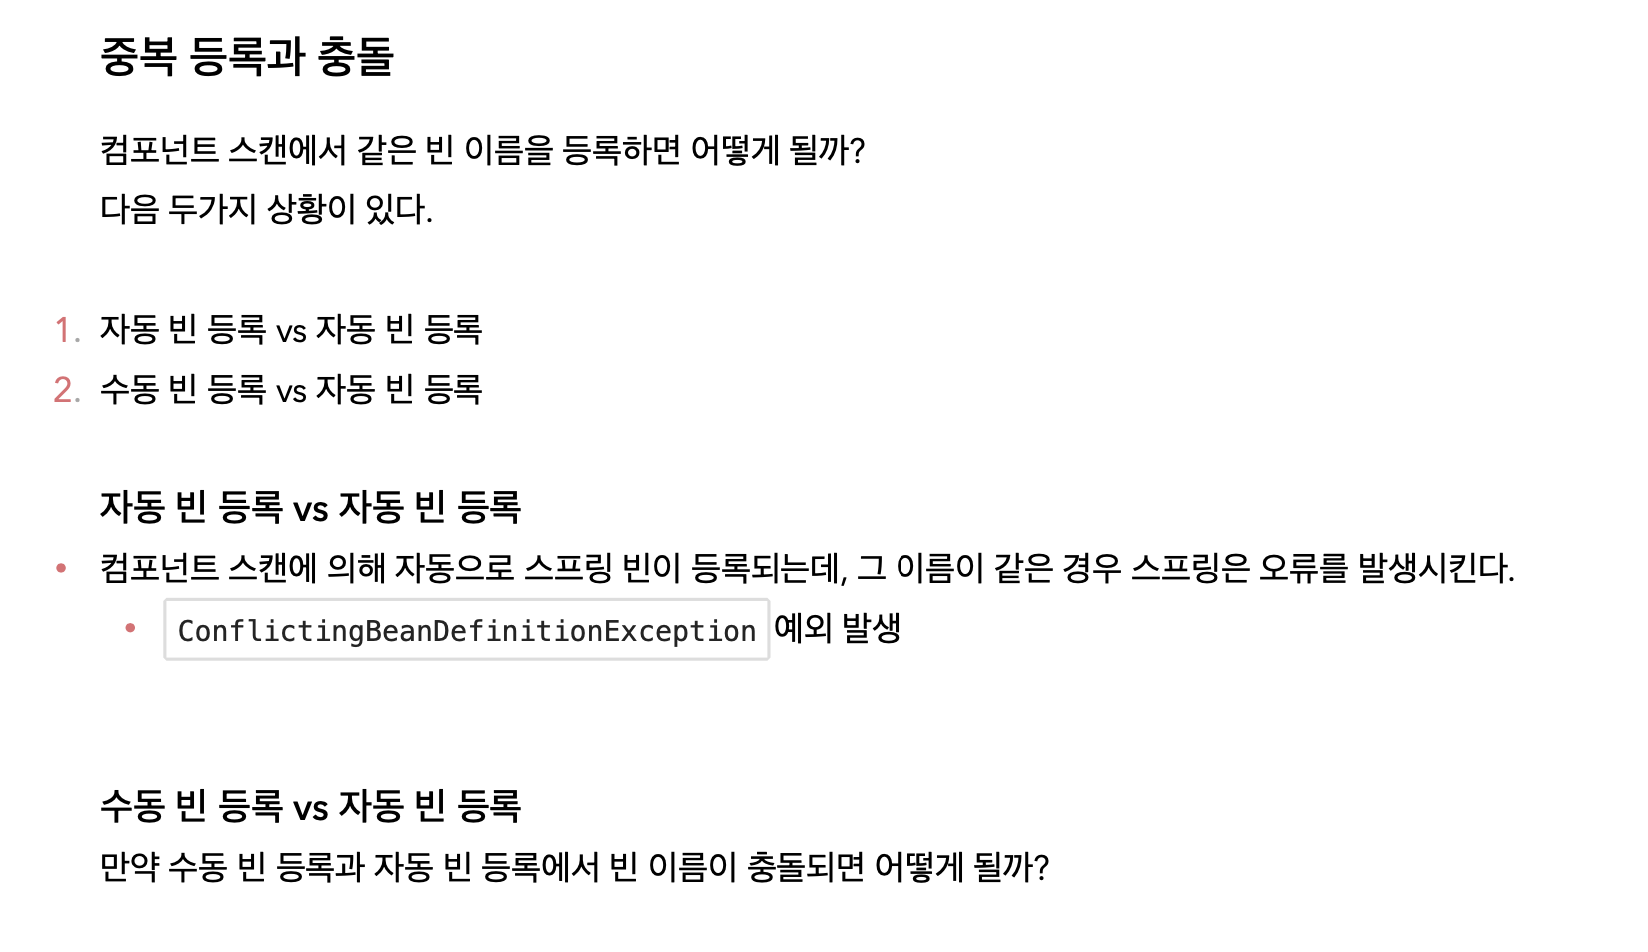 중복 등록과 충돌
컴포넌트 스캔에서 같은 빈 이름을 등록하면 어떻게 될까?
다음 두가지 상황이 있다.
1. 자동 빈 등록 vs 자동 빈 등록
2. 수동 빈 등록 vs 자동 빈 등록
자동 빈 등록 vs 자동 빈 등록
• 컴포넌트 스캔에 의해 자동으로 스프링 빈이 등록되는데, 그 이름이 같은 경우 스프링은 오류를 발생시킨다.
• ConflictingBeanDefinitionException 예외 발생
수동 빈 등록 vs 자동 빈 등록
만약 수동 빈 등록과 자동 빈 등록에서 빈 이름이 충돌되면 어떻게 될까?